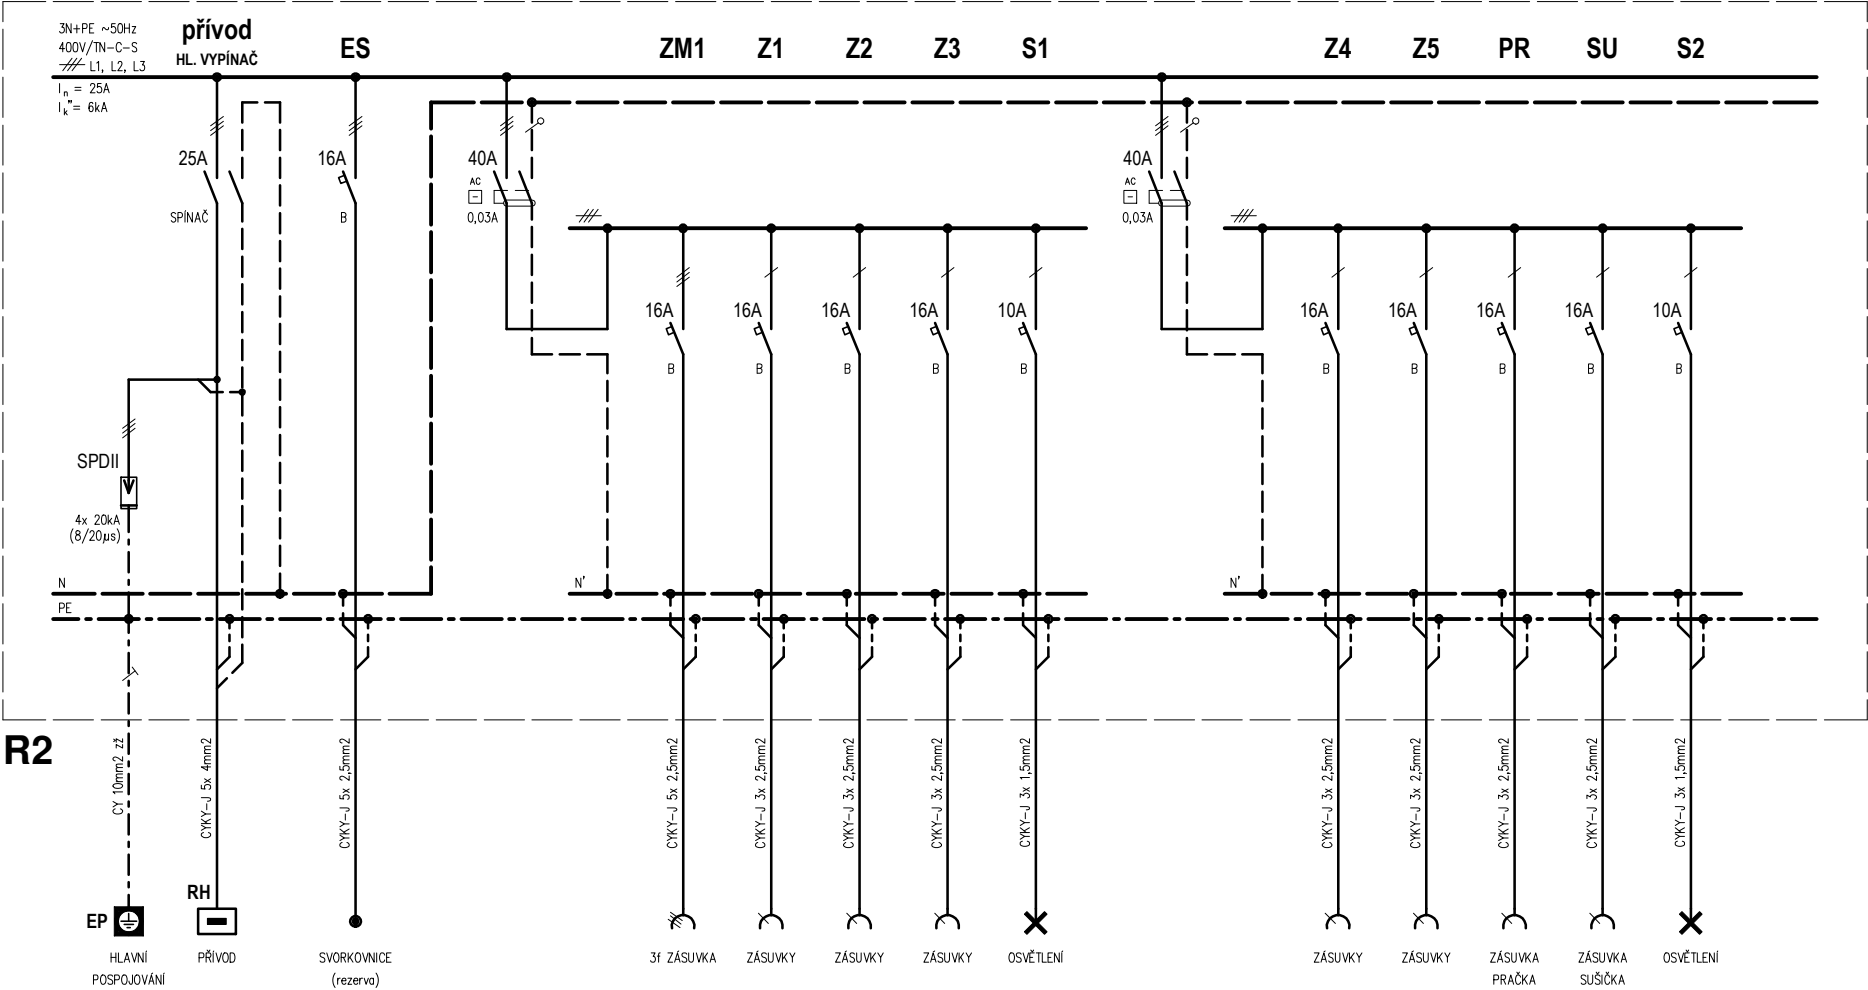 3N+PE ~50Hz
400V/TN-C-S
L1, L2, L3
In = 25A
Ik"= 6kA
přívod
HL. VYPÍNAČ
ES
ZM1
Z1
Z2
Z3
S1
Z4
Z5
PR
SU
S2
25A
SPÍNAČ
16A
B
40A
AC
0,03A
40A
AC
0,03A
16A
B
16A
B
16A
B
16A
B
10A
B
16A
B
16A
B
16A
B
16A
B
10A
B
SPDII
4x 20kA
(8/20µs)
N
PE
N'
N'
R2
CY 10mm2 zž
CYKY-J 5x 4mm2
CYKY-J 5x 2,5mm2
CYKY-J 5x 2,5mm2
CYKY-J 3x 2,5mm2
CYKY-J 3x 2,5mm2
CYKY-J 3x 2,5mm2
CYKY-J 3x 1,5mm2
CYKY-J 3x 2,5mm2
CYKY-J 3x 2,5mm2
CYKY-J 3x 2,5mm2
CYKY-J 3x 2,5mm2
CYKY-J 3x 1,5mm2
EP
RH
HLAVNÍ
POSPOJOVÁNÍ
PŘÍVOD
SVORKOVNICE
(rezerva)
3f ZÁSUVKA
ZÁSUVKY
ZÁSUVKY
ZÁSUVKY
OSVĚTLENÍ
ZÁSUVKY
ZÁSUVKY
ZÁSUVKA
PRAČKA
ZÁSUVKA
SUŠIČKA
OSVĚTLENÍ